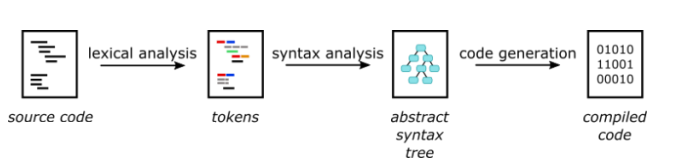 lexical analysis
syntax analysis
code generation
01010
11001
00010
source code
tokens
abstract
syntax
tree
compiled
code